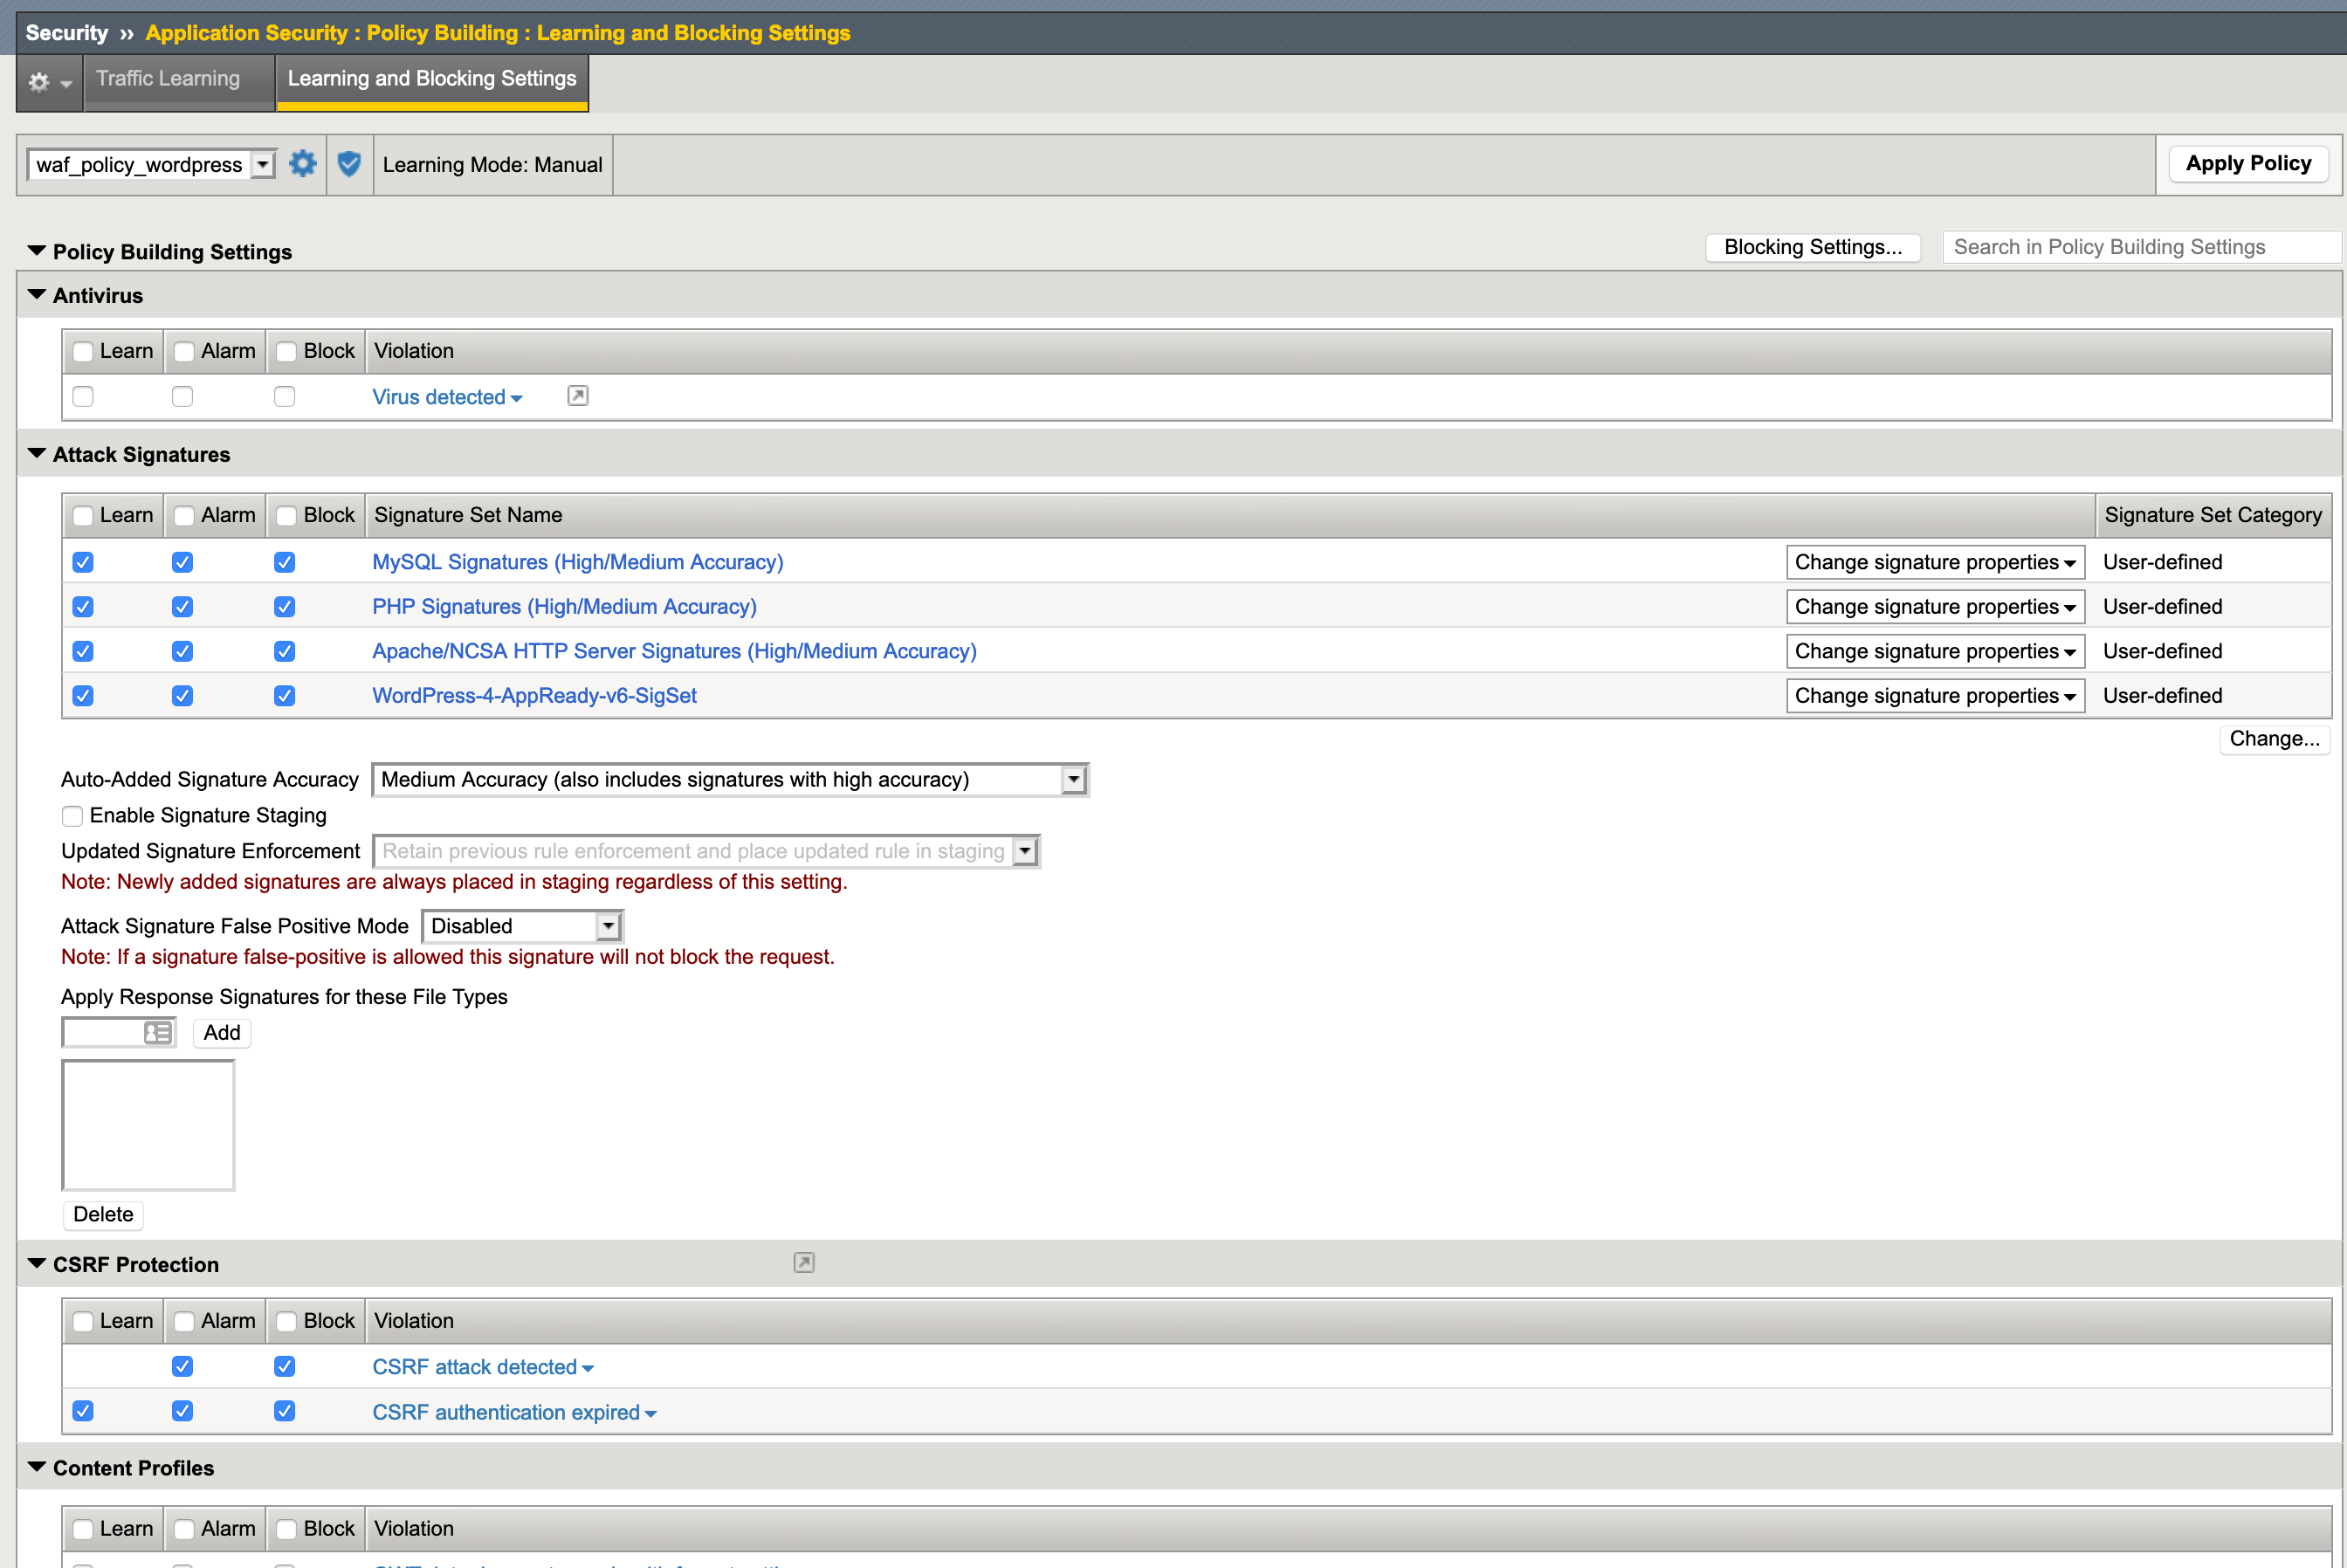 Security ›› Application Security : Policy Building : Learning and Blocking Settings
Traffic Learning Learning and Blocking Settings
waf_policy_wordpress Learning Mode: Manual Apply Policy
Policy Building Settings Blocking Settings... Search in Policy Building Settings
Antivirus
Learn Alarm Block Violation
Virus detected
Attack Signatures
Learn Alarm Block Signature Set Name Signature Set Category
MySQL Signatures (High/Medium Accuracy) Change signature properties User-defined
PHP Signatures (High/Medium Accuracy) Change signature properties User-defined
Apache/NCSA HTTP Server Signatures (High/Medium Accuracy) Change signature properties User-defined
WordPress-4-AppReady-v6-SigSet Change signature properties User-defined
Change...
Auto-Added Signature Accuracy Medium Accuracy (also includes signatures with high accuracy)
Enable Signature Staging
Updated Signature Enforcement Retain previous rule enforcement and place updated rule in staging
Note: Newly added signatures are always placed in staging regardless of this setting.
Attack Signature False Positive Mode Disabled
Note: If a signature false-positive is allowed this signature will not block the request.
Apply Response Signatures for these File Types
Add
Delete
CSRF Protection
Learn Alarm Block Violation
CSRF attack detected
CSRF authentication expired
Content Profiles
Learn Alarm Block Violation